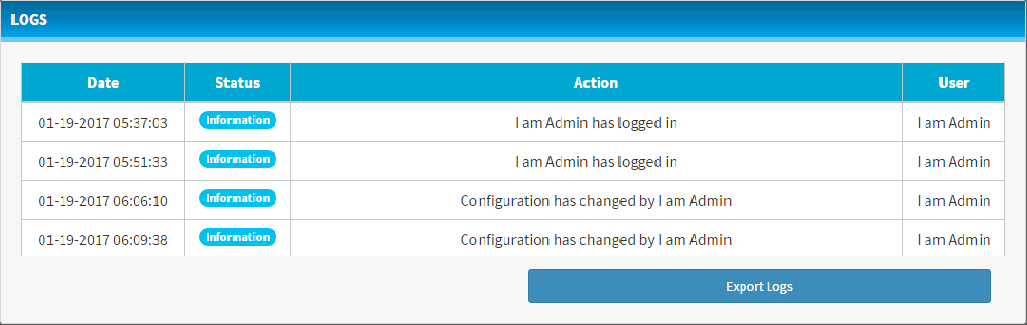 LOGS
Date Status Action User
01-19-2017 05:37:03 Information I am Admin has logged in I am Admin
01-19-2017 05:51:33 Information I am Admin has logged in I am Admin
01-19-2017 06:06:10 Information Configuration has changed by I am Admin I am Admin
01-19-2017 06:09:38 Information Configuration has changed by I am Admin I am Admin
Export Logs